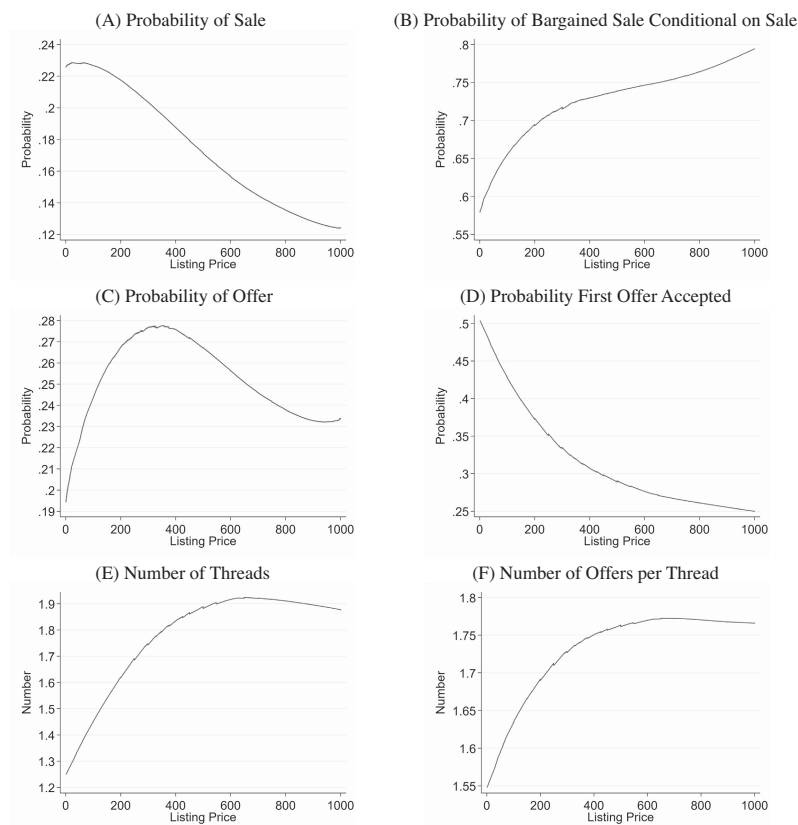 (A) Probability of Sale
.24
.22
.2
.18
.16
.14
.12
Probability
0 200 400 600 800 1000
Listing Price
(B) Probability of Bargained Sale Conditional on Sale
.8
.75
.7
.65
.6
.55
Probability
0 200 400 600 800 1000
Listing Price
(C) Probability of Offer
.28
.27
.26
.25
.24
.23
.22
.21
.2
.19
Probability
0 200 400 600 800 1000
Listing Price
(D) Probability First Offer Accepted
.5
.45
.4
.35
.3
.25
Probability
0 200 400 600 800 1000
Listing Price
(E) Number of Threads
1.9
1.8
1.7
1.6
1.5
1.4
1.3
1.2
Number
0 200 400 600 800 1000
Listing Price
(F) Number of Offers per Thread
1.8
1.75
1.7
1.65
1.6
1.55
Number
0 200 400 600 800 1000
Listing Price